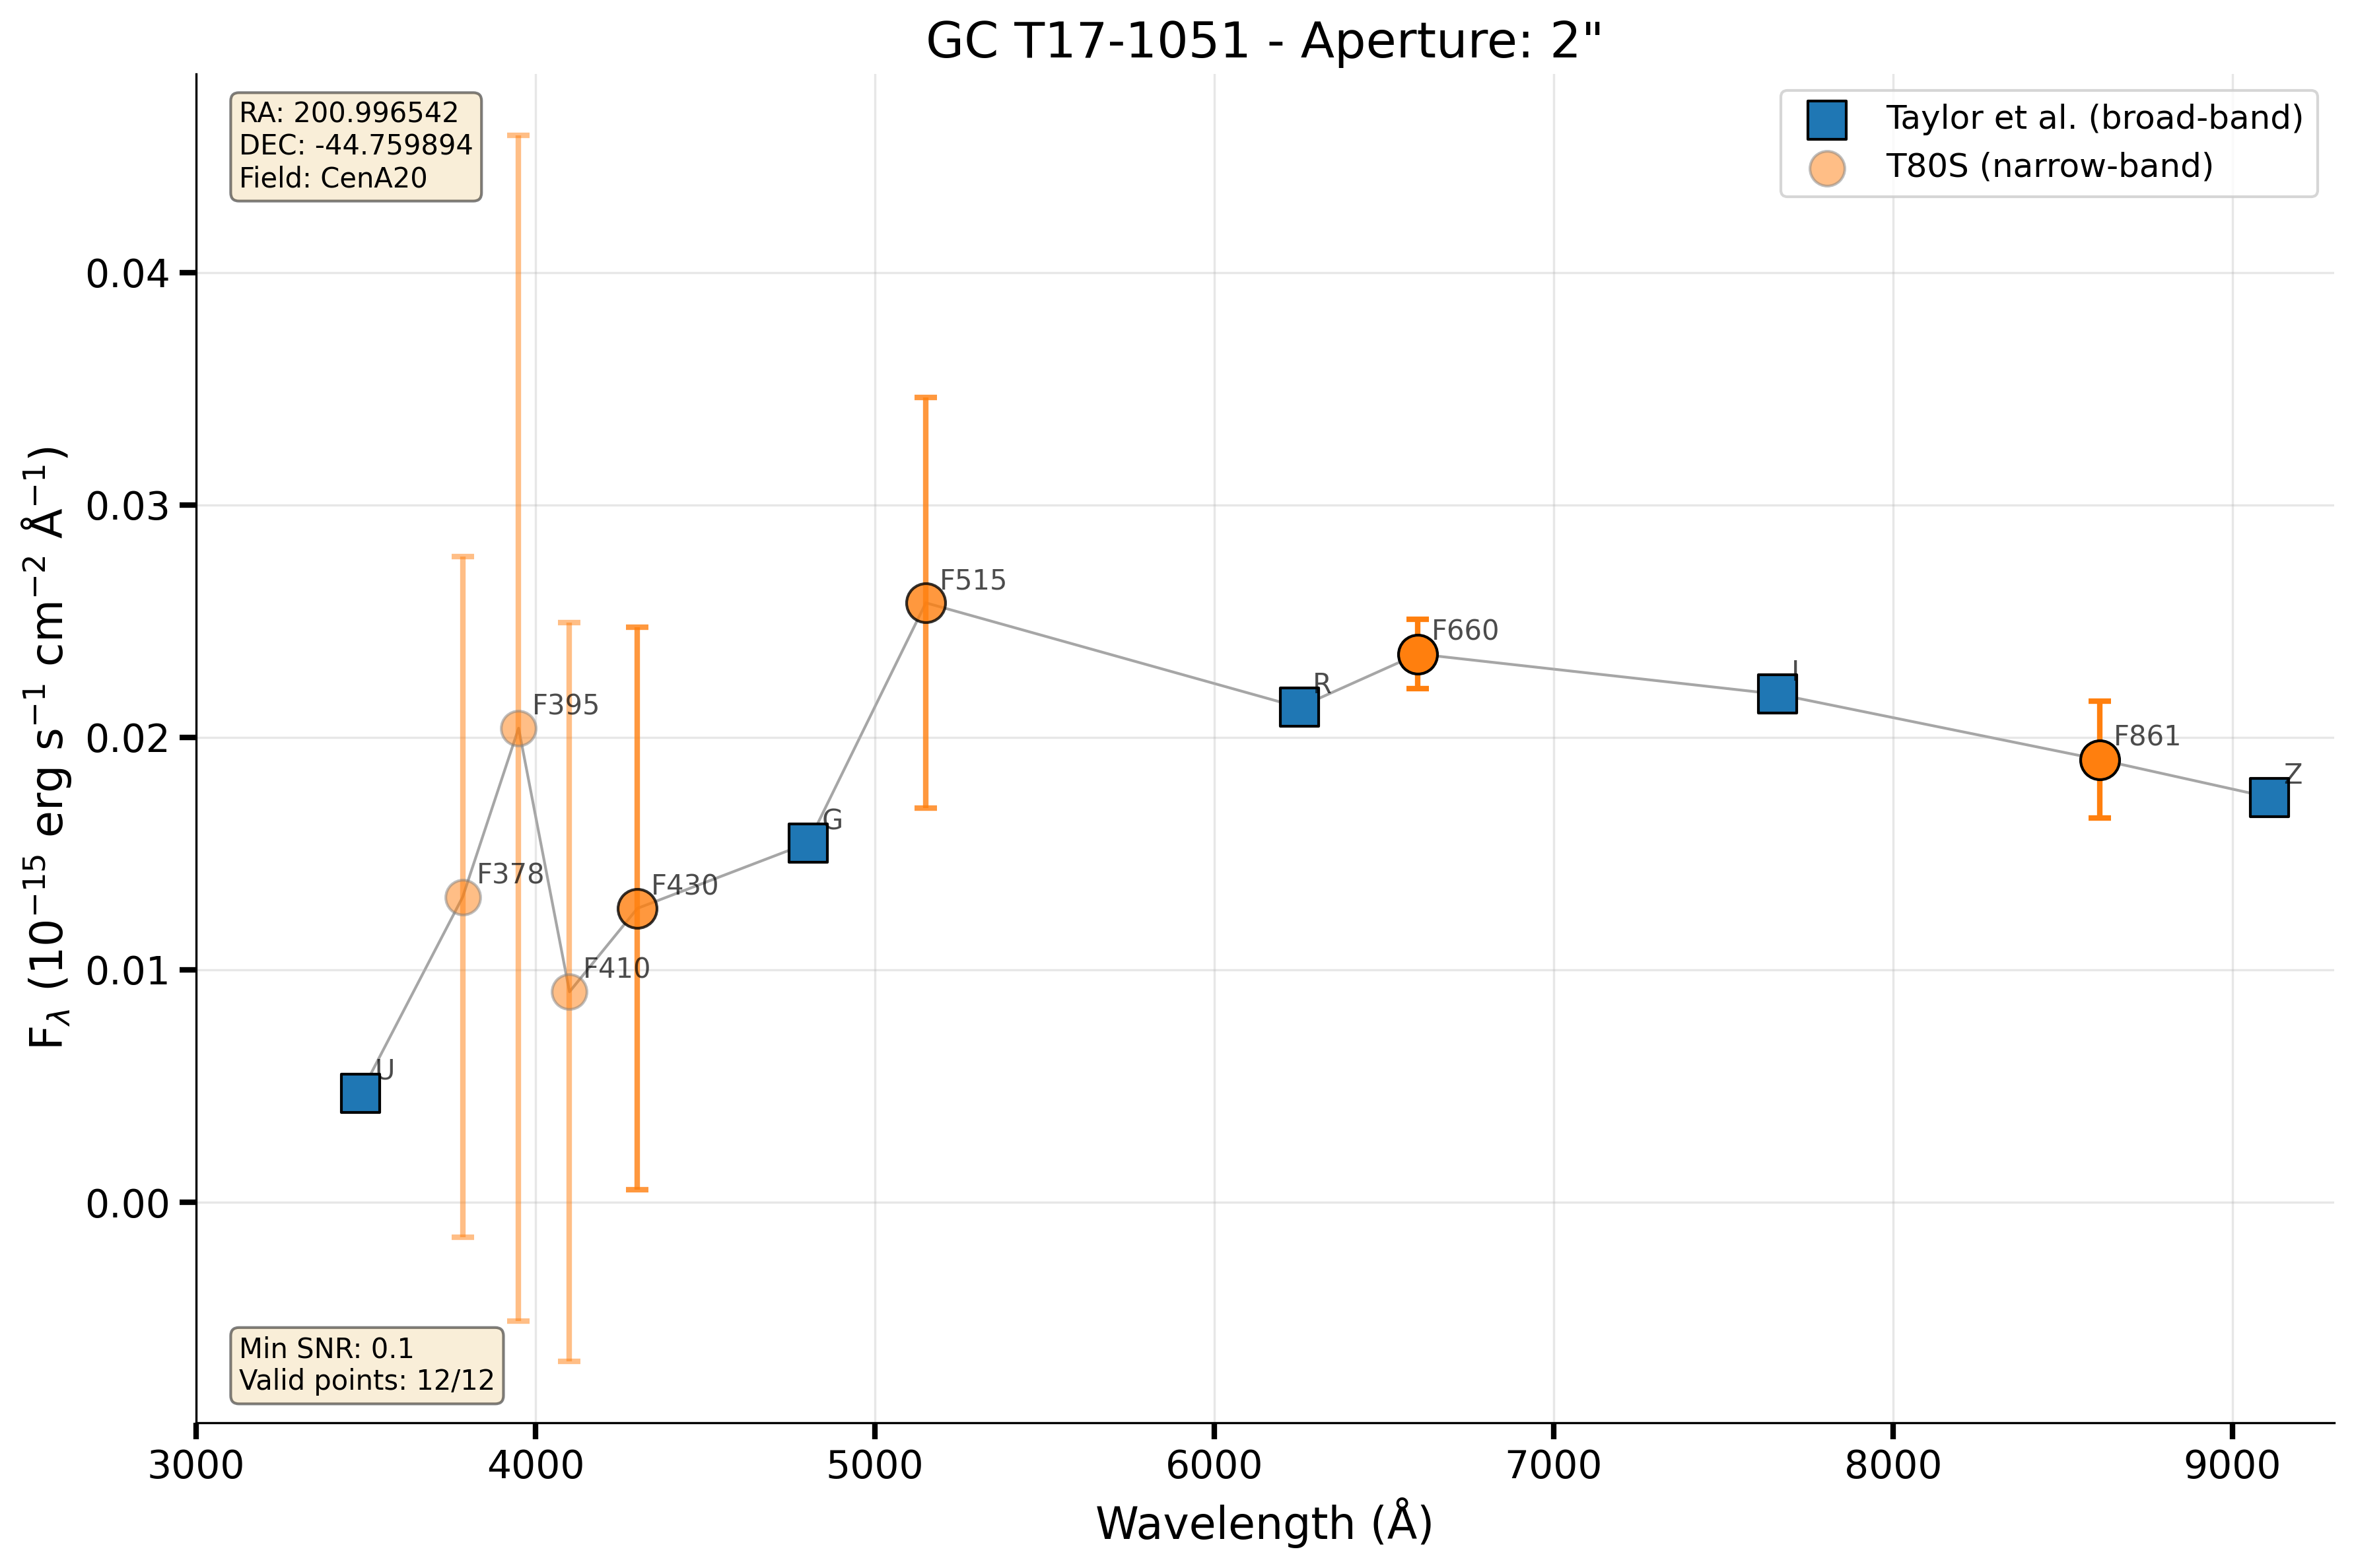 GC T17-1051 - Aperture: 2"
RA: 200.996542
DEC: -44.759894
Field: CenA20
Taylor et al. (broad-band)
T80S (narrow-band)
F_λ (10⁻¹⁵ erg s⁻¹ cm⁻² Å⁻¹)
0.04
0.03
0.02
0.01
0.00
U
F378
F395
F410
F430
G
F515
R
F660
I
F861
Z
Min SNR: 0.1
Valid points: 12/12
3000 4000 5000 6000 7000 8000 9000
Wavelength (Å)